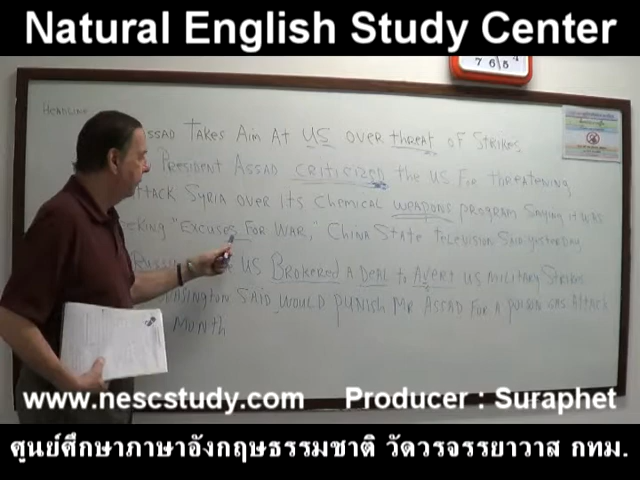 Natural English Study Center
7 6 5 4
HEADLINE
ASSAD TAKES AIM AT US OVER THREAT OF STRIKES
PRESIDENT ASSAD CRITICIZED THE US FOR THREATENING
ATTACK SYRIA OVER ITS CHEMICAL WEAPONS PROGRAM SAYING IT WAS
"EXCUSES FOR WAR," CHINA STATE TELEVISION SAID YESTERDAY
US BROKERED A DEAL TO AVERT US MILITARY STRIKES
SAID WOULD PUNISH MR ASSAD FOR A POISON GAS ATTACK
MONTH
www.nescstudy.com Producer : Suraphet
ศูนย์ศึกษาภาษาอังกฤษธรรมชาติ วัดวรจรรยาวาส กทม.